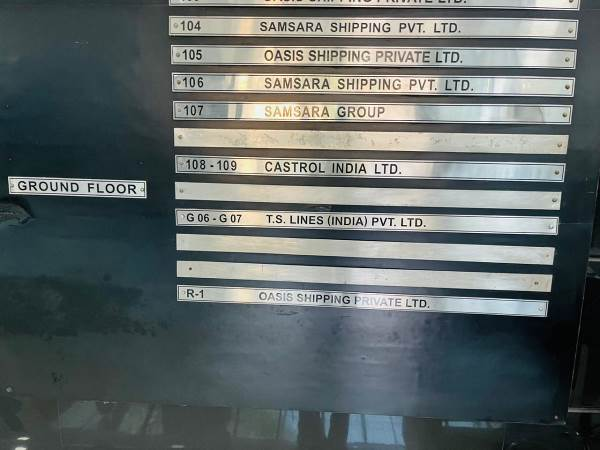 OASIS SHIPPING PRIVATE LTD.
104 SAMSARA SHIPPING PVT. LTD.
105 OASIS SHIPPING PRIVATE LTD.
106 SAMSARA SHIPPING PVT. LTD.
107 SAMSARA GROUP
108 - 109 CASTROL INDIA LTD.
GROUND FLOOR
G 06 - G 07 T.S. LINES (INDIA) PVT. LTD.
R-1 OASIS SHIPPING PRIVATE LTD.